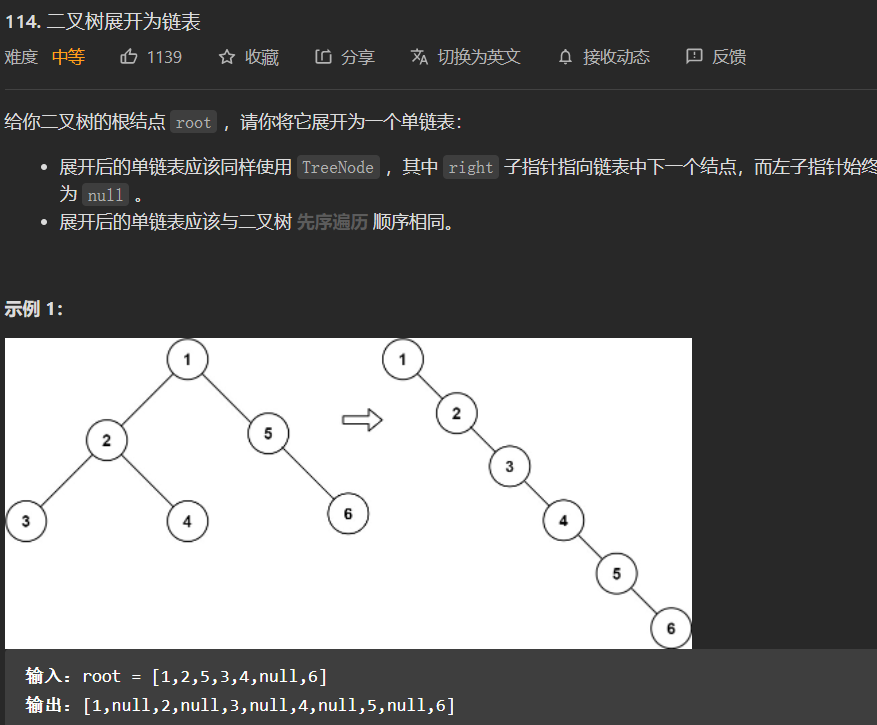 114. 二叉树展开为链表
难度 中等 1139 收藏 分享 切换为英文 接收动态 反馈
给你二叉树的根结点 root ，请你将它展开为一个单链表：
展开后的单链表应该同样使用 TreeNode ，其中 right 子指针指向链表中下一个结点，而左子指针始终
为 null 。
展开后的单链表应该与二叉树 先序遍历 顺序相同。
示例 1：
1 1
2 5 2
3 4 6 3
4
5
6
输入：root = [1,2,5,3,4,null,6]
输出：[1,null,2,null,3,null,4,null,5,null,6]